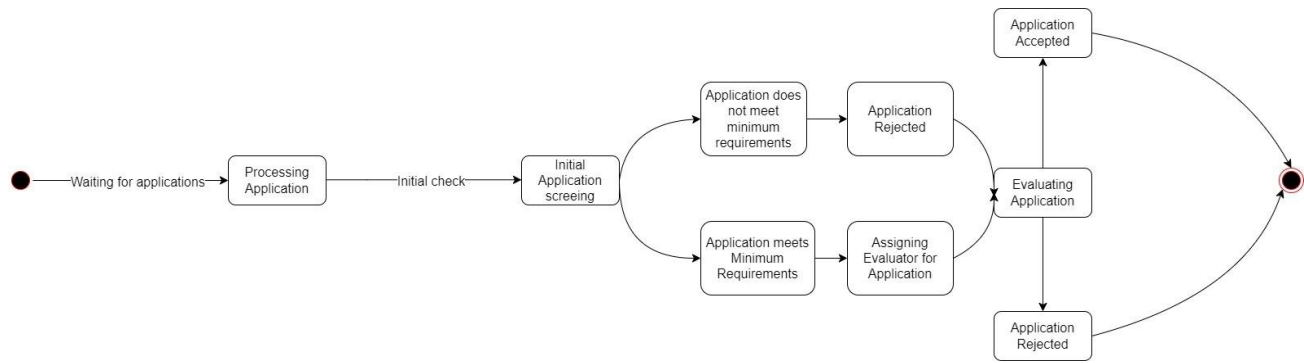 Waiting for applications
Processing
Application
Initial check
Initial
Application
screeing
Application does
not meet
minimum
requirements
Application
Rejected
Application meets
Minimum
Requirements
Assigning
Evaluator for
Application
Application
Accepted
Evaluating
Application
Application
Rejected